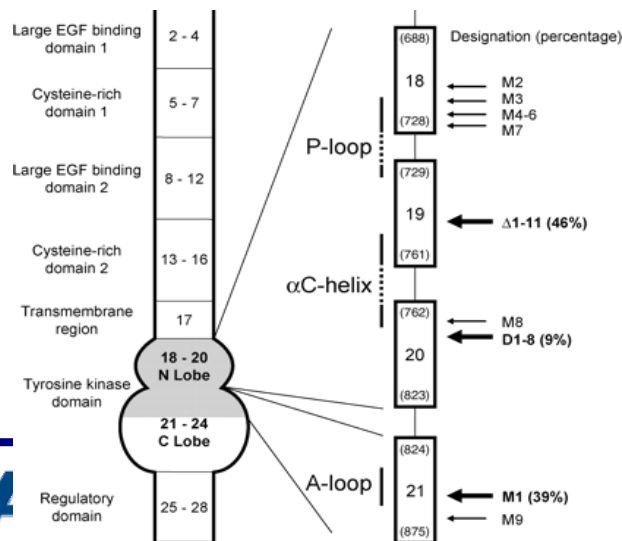 Large EGF binding
domain 1
2 - 4
Cysteine-rich
domain 1
5 - 7
Large EGF binding
domain 2
8 - 12
Cysteine-rich
domain 2
13 - 16
Transmembrane
region
17
18 - 20
N Lobe
Tyrosine kinase
domain
21 - 24
C Lobe
Regulatory
domain
25 - 28
Designation (percentage)
(688)
18
(728)
M2
M3
M4-6
M7
P-loop
(729)
19
(761)
Δ1-11 (46%)
αC-helix
(762)
20
(823)
M8
D1-8 (9%)
(824)
21
(875)
A-loop
M1 (39%)
M9